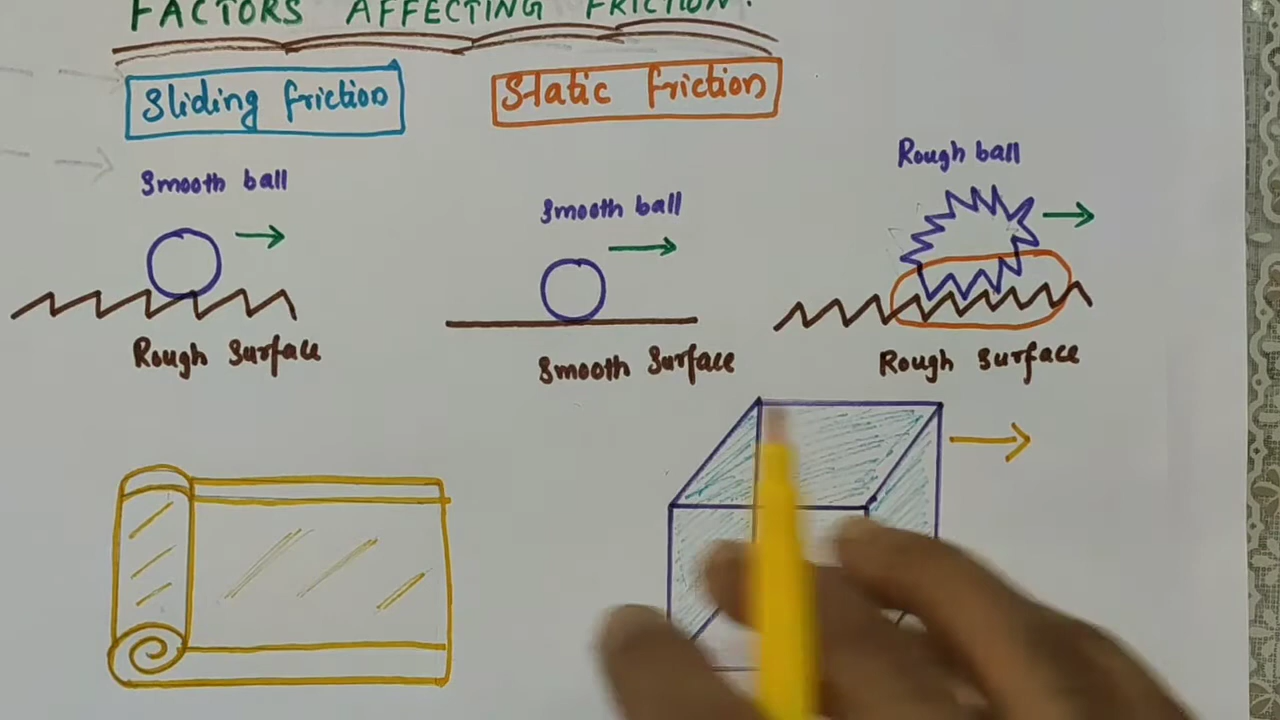 FACTORS AFFECTING FRICTION.
Sliding friction
Static friction
Smooth ball
Rough surface
Smooth ball
Smooth surface
Rough ball
Rough surface